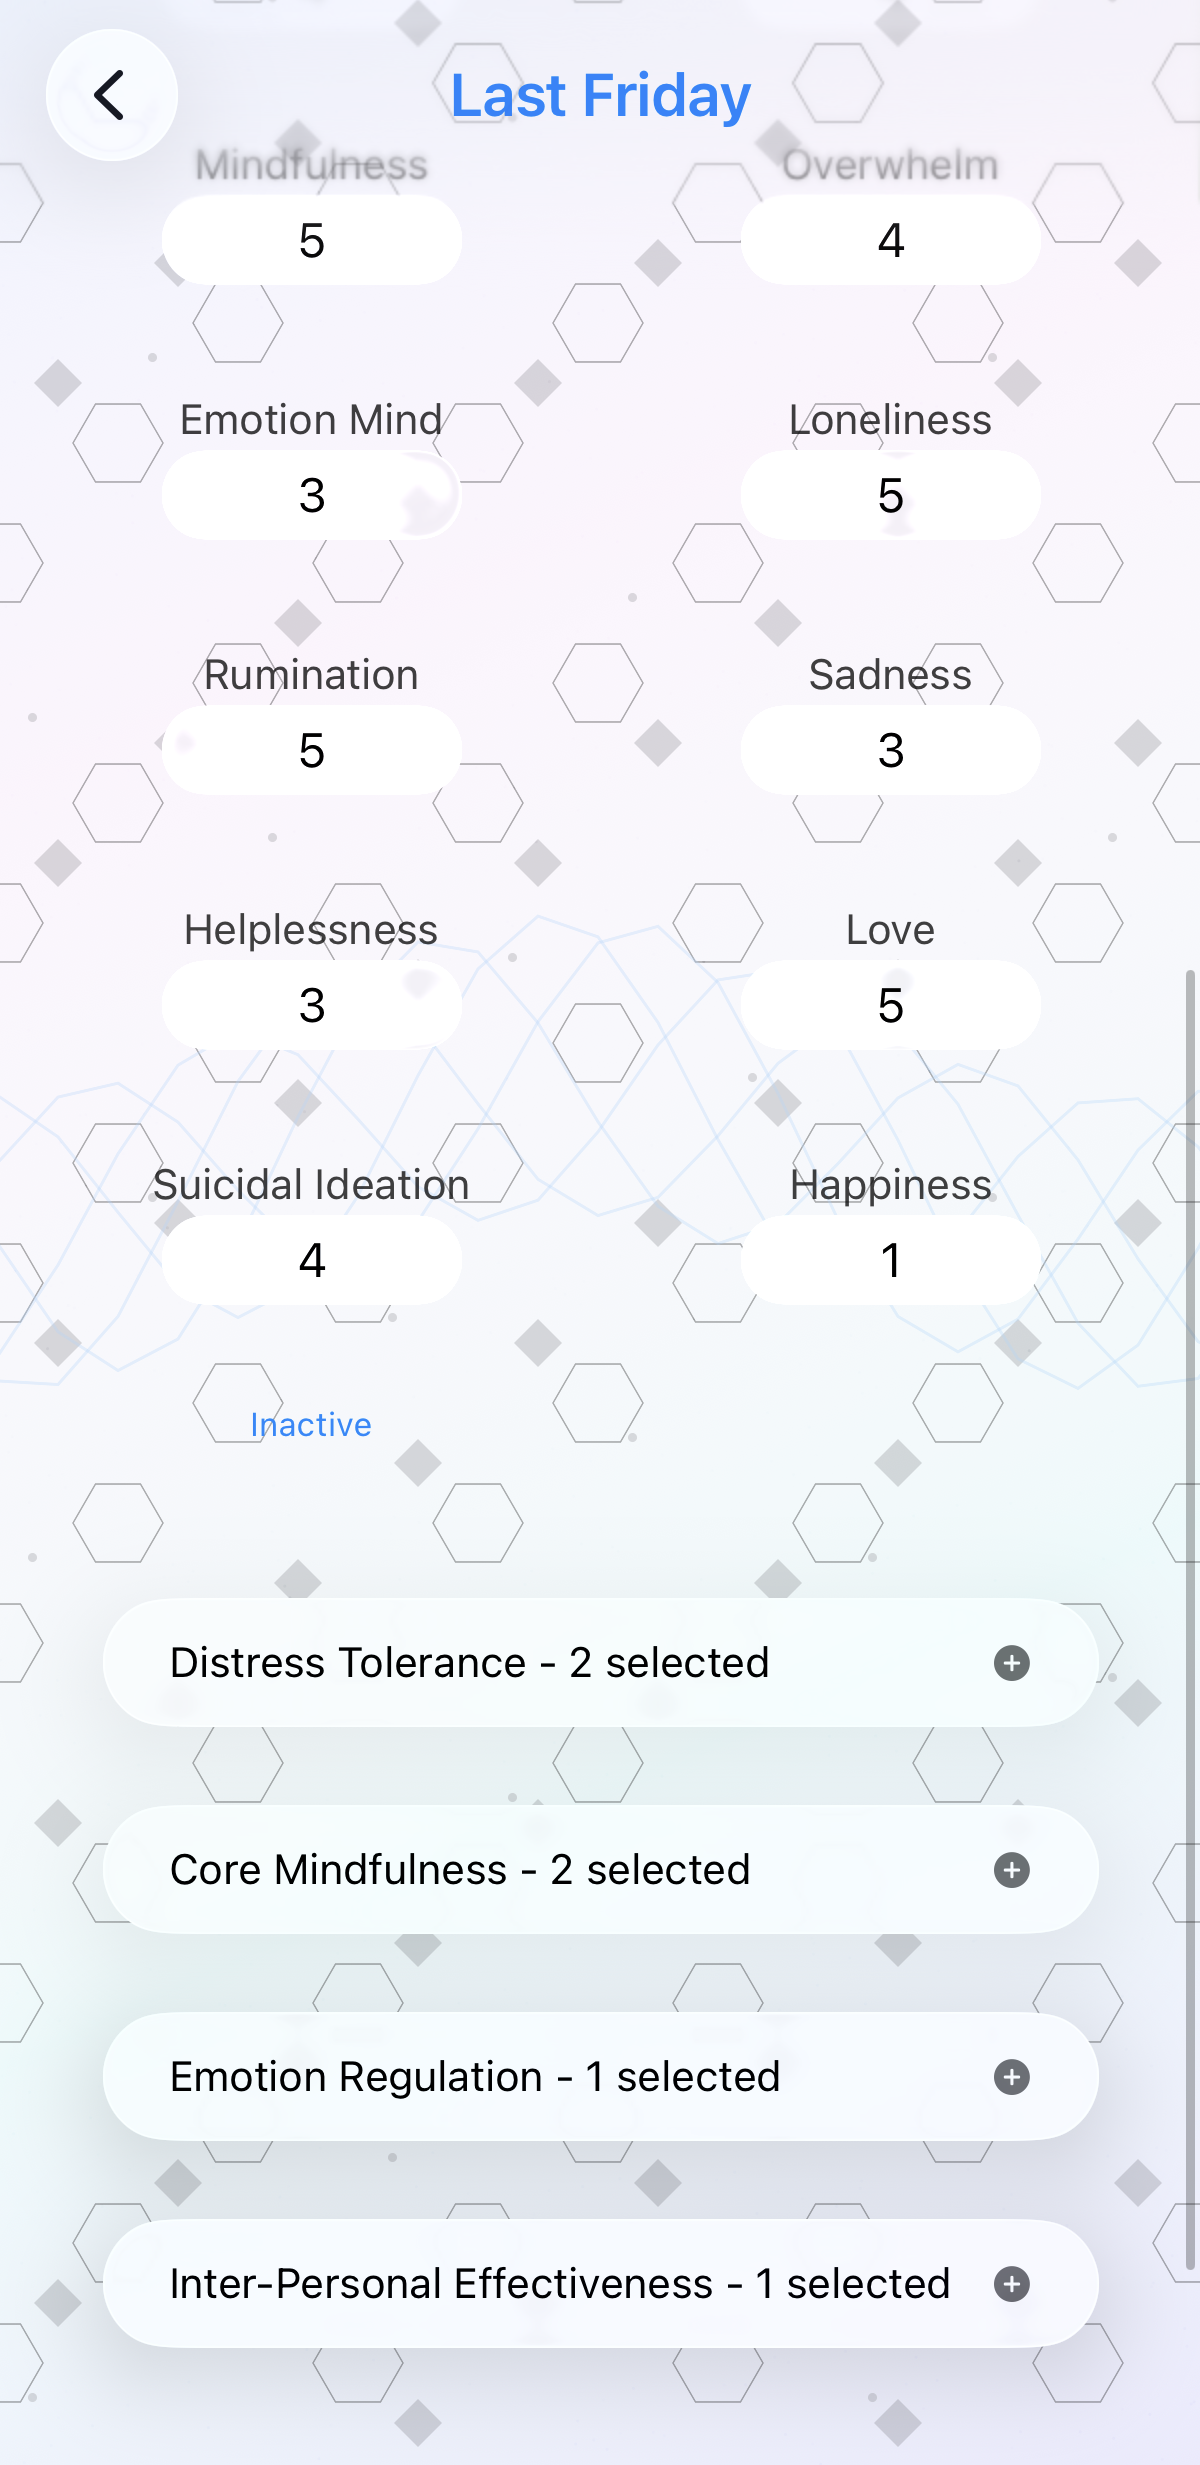 Last Friday
Mindfulness
Overwhelm
5
4
Emotion Mind
Loneliness
3
5
Rumination
Sadness
5
3
Helplessness
Love
3
5
Suicidal Ideation
Happiness
4
1
Inactive
Distress Tolerance - 2 selected
Core Mindfulness - 2 selected
Emotion Regulation - 1 selected
Inter-Personal Effectiveness - 1 selected